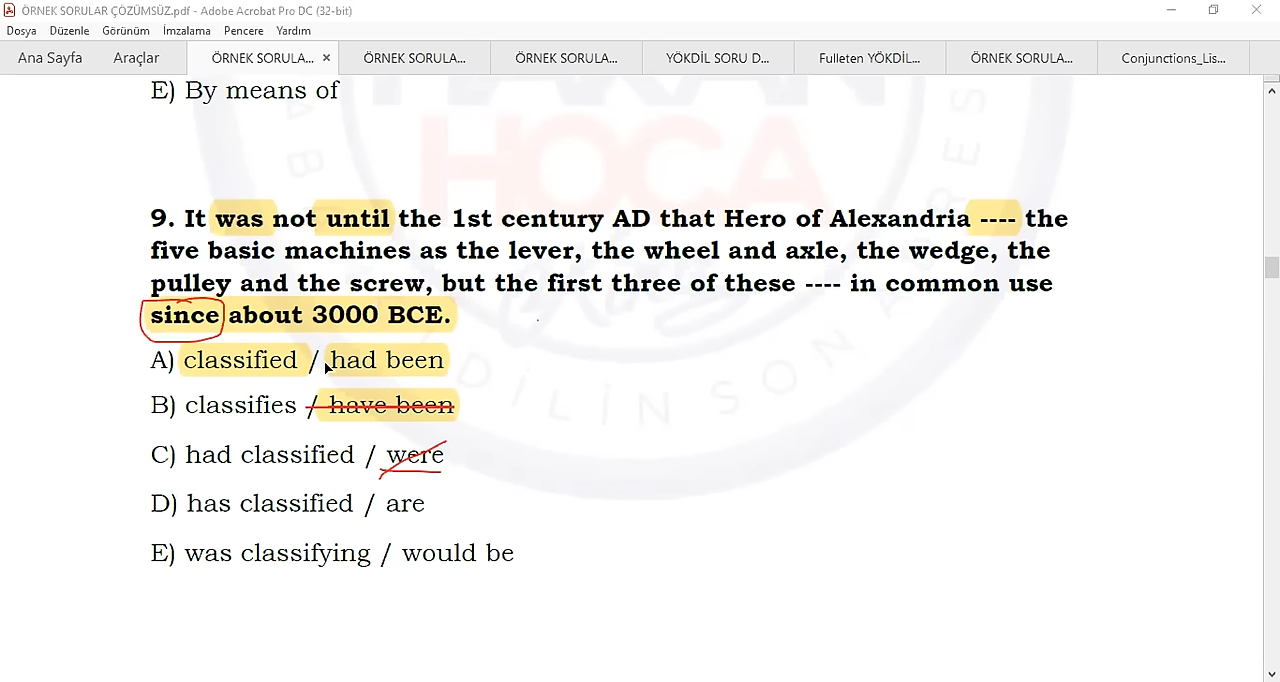 ÖRNEK SORULAR ÇÖZÜMSÜZ.pdf - Adobe Acrobat Pro DC (32-bit)
Dosya Düzenle Görünüm İmzalama Pencere Yardım
Ana Sayfa Araçlar ÖRNEK SORULA... × ÖRNEK SORULA... ÖRNEK SORULA... YÖKDİL SORU D... Fulleten YÖKDİL... ÖRNEK SORULA... Conjunctions_Lis...
E) By means of
HOCA
9. It was not until the 1st century AD that Hero of Alexandria ---- the
five basic machines as the lever, the wheel and axle, the wedge, the
pulley and the screw, but the first three of these ---- in common use
since about 3000 BCE.
A) classified / had been
B) classifies / have been
C) had classified / were
D) has classified / are
E) was classifying / would be
DİLİN SON ADRES